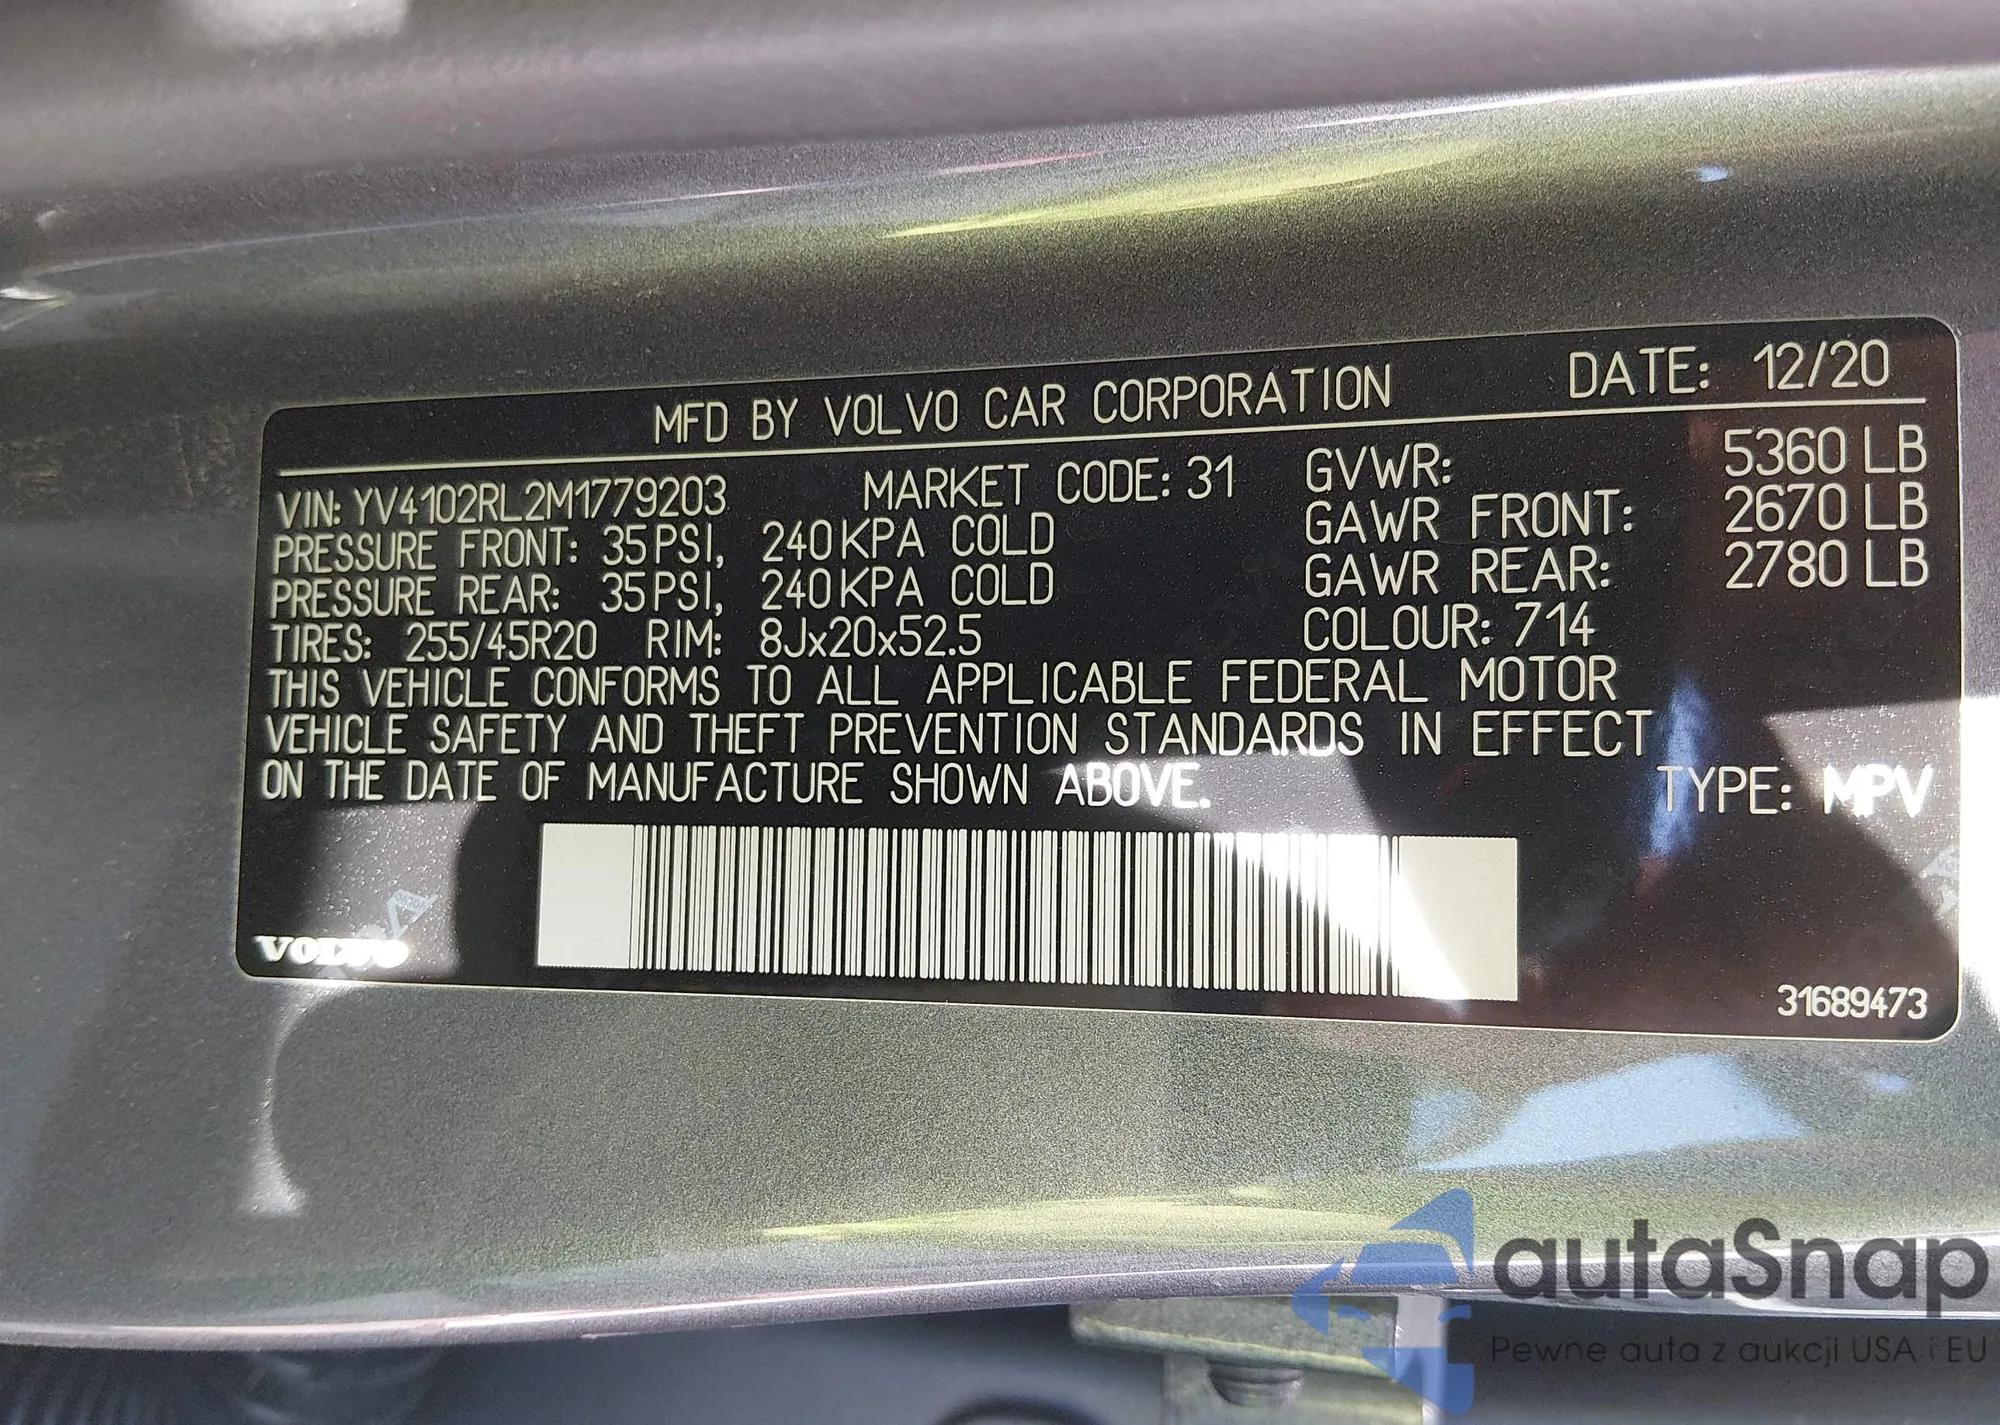 MFD BY VOLVO CAR CORPORATION DATE: 12/20
VIN: YV4102RL2M1779203 MARKET CODE: 31 GVWR: 5360 LB
PRESSURE FRONT: 35 PSI, 240 KPA COLD GAWR FRONT: 2670 LB
PRESSURE REAR: 35 PSI, 240 KPA COLD GAWR REAR: 2780 LB
TIRES: 255/45R20 RIM: 8Jx20x52.5 COLOUR: 714
THIS VEHICLE CONFORMS TO ALL APPLICABLE FEDERAL MOTOR
VEHICLE SAFETY AND THEFT PREVENTION STANDARDS IN EFFECT
ON THE DATE OF MANUFACTURE SHOWN ABOVE. TYPE: MPV
VOLVO
31689473
autaSnap
Pewne auta z aukcji USA i EU